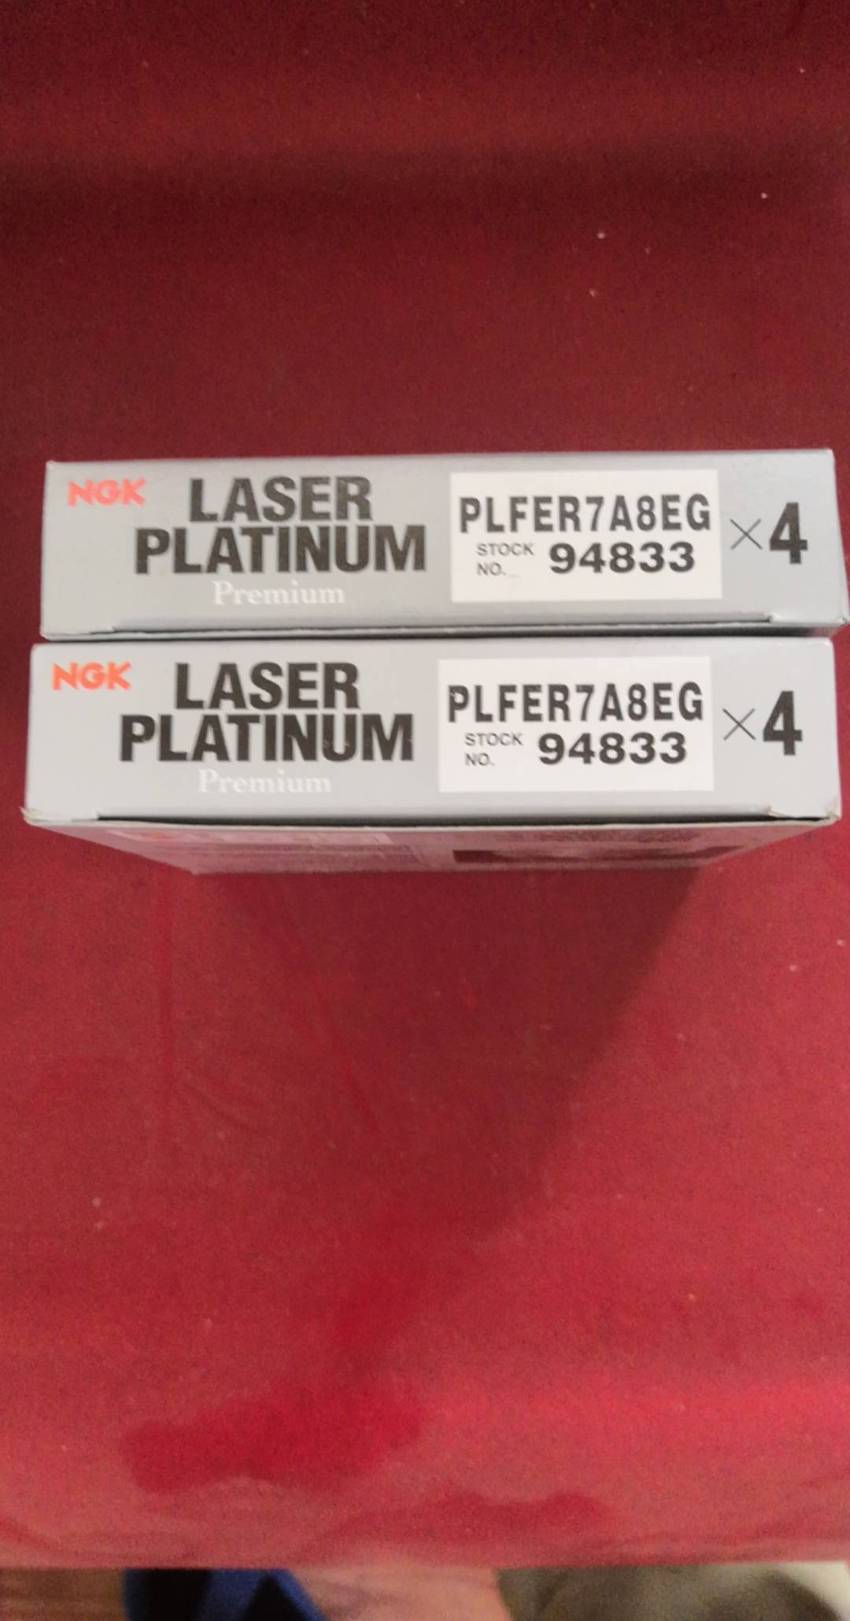 NGK LASER PLATINUM Premium
PLFER7A8EG
STOCK NO. 94833
×4
NGK LASER PLATINUM Premium
PLFER7A8EG
STOCK NO. 94833
×4